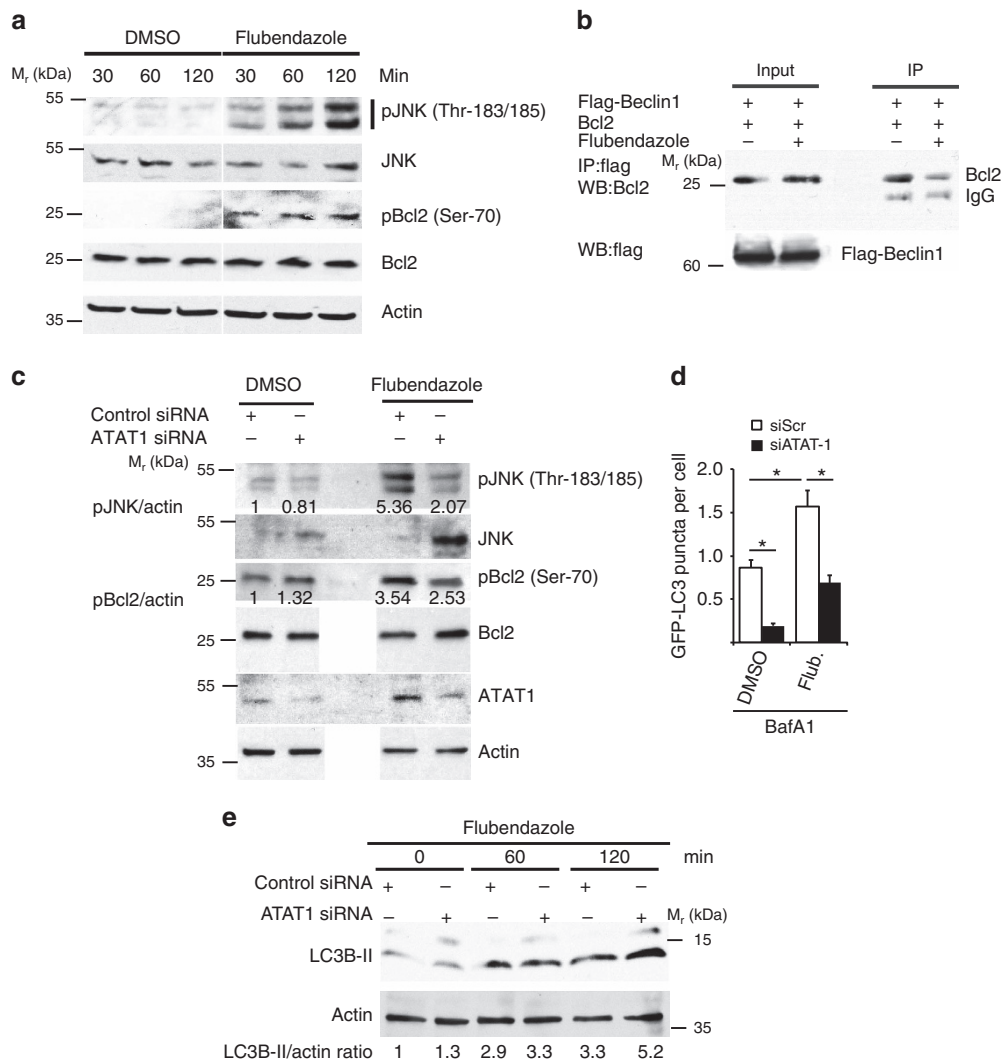 a
DMSO Flubendazole
Mr (kDa) 30 60 120 30 60 120 Min
55
pJNK (Thr-183/185)
55
JNK
25
pBcl2 (Ser-70)
25
Bcl2
35
Actin
b
Input IP
Flag-Beclin1 + + + +
Bcl2 + + + +
Flubendazole – + – +
IP:flag Mr (kDa)
WB:Bcl2 25
Bcl2
IgG
WB:flag
60
Flag-Beclin1
c
DMSO Flubendazole
Control siRNA + – + –
ATAT1 siRNA – + – +
Mr (kDa)
55
pJNK (Thr-183/185)
pJNK/actin 1 0.81 5.36 2.07
55
JNK
25
pBcl2 (Ser-70)
pBcl2/actin 1 1.32 3.54 2.53
25
Bcl2
55
ATAT1
35
Actin
d
siScr
siATAT-1
GFP-LC3 puncta per cell
2.0
1.5
1.0
0.5
* *
*
DMSO Flub.
BafA1
e
Flubendazole
0 60 120 min
Control siRNA + – + – + –
ATAT1 siRNA – + – + – + Mr (kDa)
15
LC3B-II
Actin
35
LC3B-II/actin ratio 1 1.3 2.9 3.3 3.3 5.2